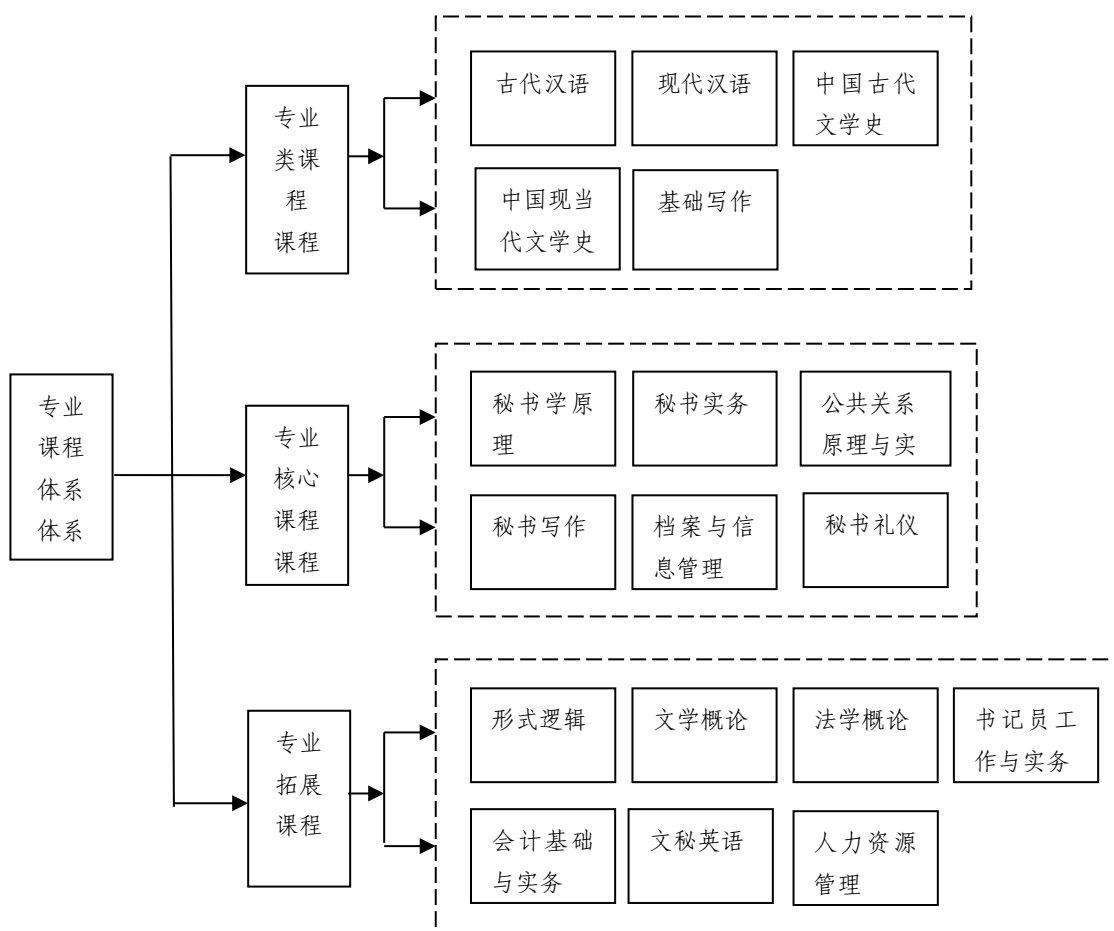 古代汉语
现代汉语
中国古代
文学史
专业
类课
程
课程
中国现当
代文学史
基础写作
专业
课程
体系
体系
秘书学原
理
秘书实务
公共关系
原理与实
专业
核心
课程
课程
秘书写作
档案与信
息管理
秘书礼仪
形式逻辑
文学概论
法学概论
书记员工
作与实务
专业
拓展
课程
会计基础
与实务
文秘英语
人力资源
管理